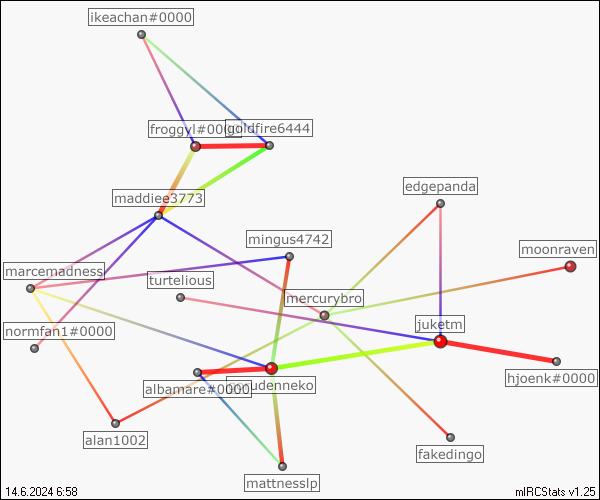 ikeachan#0000
froggyl#000
goldfire6444
maddiee3773
edgepanda
mingus4742
moonraven
marcemadness
turtelious
mercurybro
juketm
normfan1#0000
hjoenk#0000
albamare#0000
udenneko
alan1002
fakedingo
mattnesslp
14.6.2024 6:58
mIRCStats v1.25